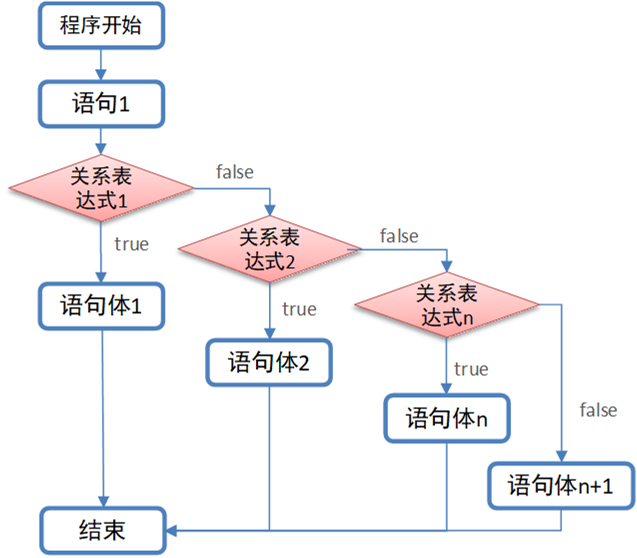 程序开始
语句1
关系表
达式1
false
true
语句体1
关系表
达式2
false
true
语句体2
关系表
达式n
true
false
语句体n
语句体n+1
结束